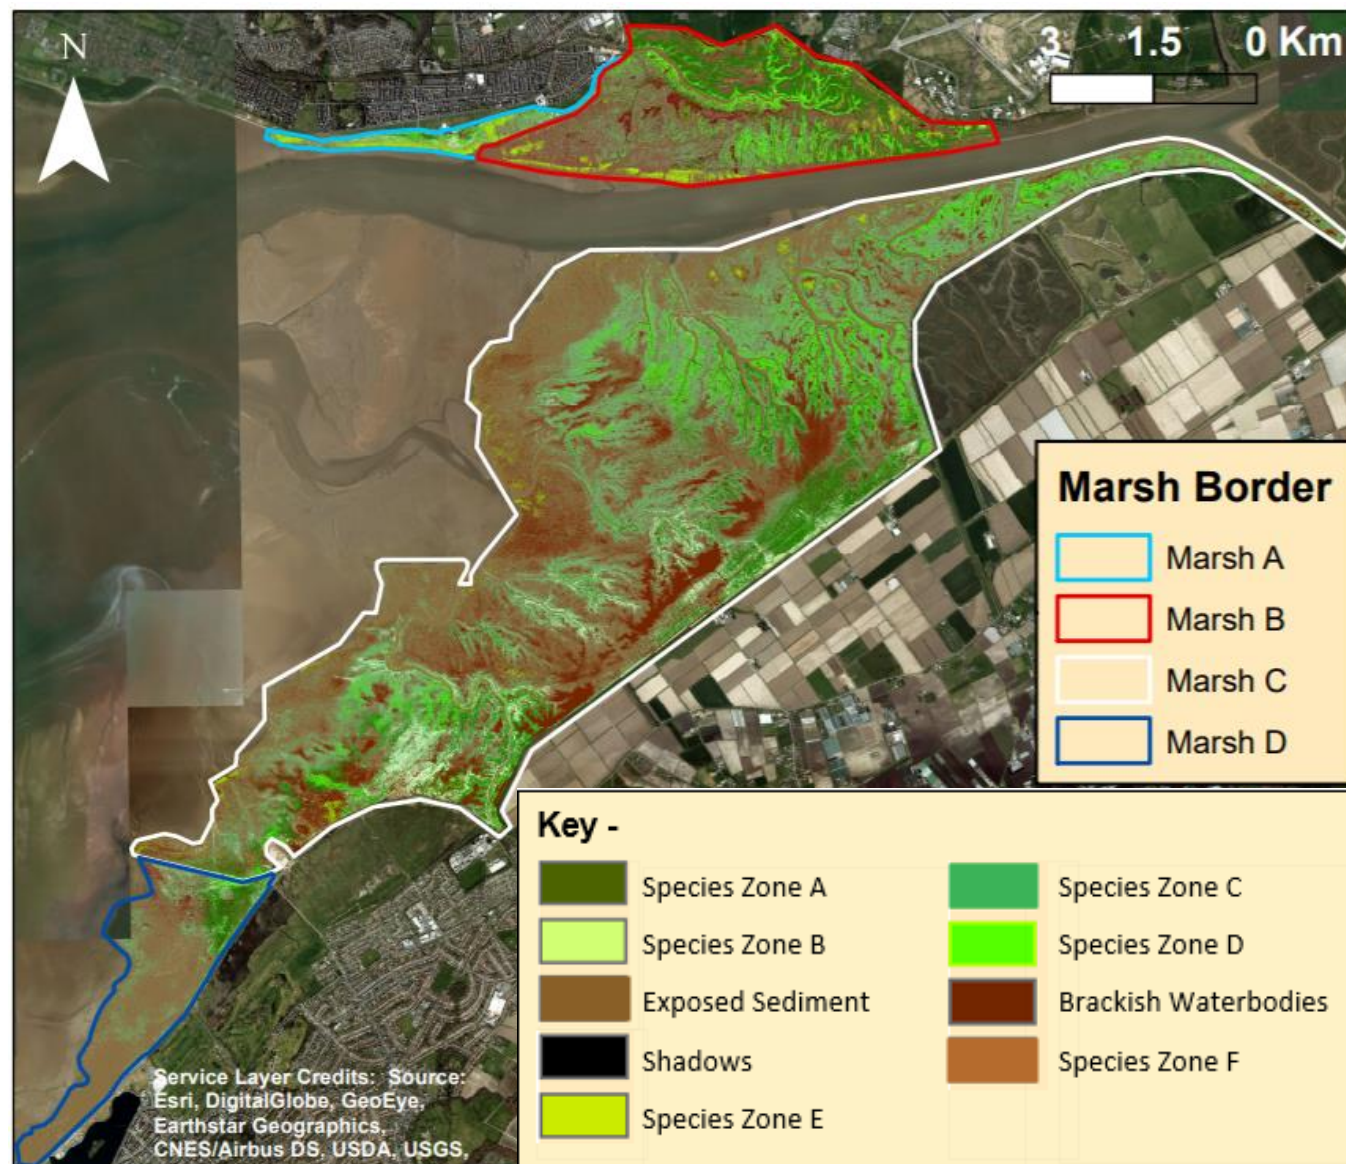 N
3 1.5 0 Km
Marsh Border
Marsh A
Marsh B
Marsh C
Marsh D
Key -
Species Zone A
Species Zone B
Exposed Sediment
Shadows
Species Zone E
Species Zone C
Species Zone D
Brackish Waterbodies
Species Zone F
Service Layer Credits: Source:
Esri, DigitalGlobe, GeoEye,
Earthstar Geographics,
CNES/Airbus DS, USDA, USGS,